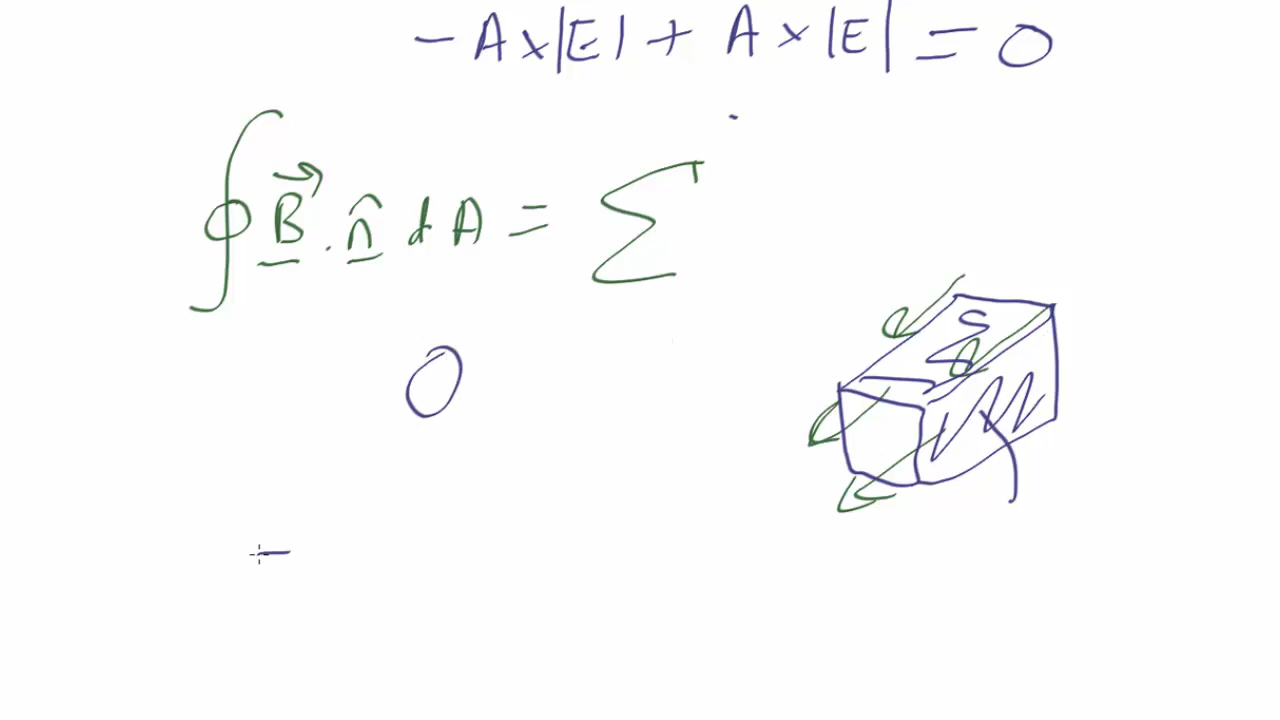 - A x |E| + A x |E| = 0
∮ B⃗ . n̂ dA = Σ
0
-